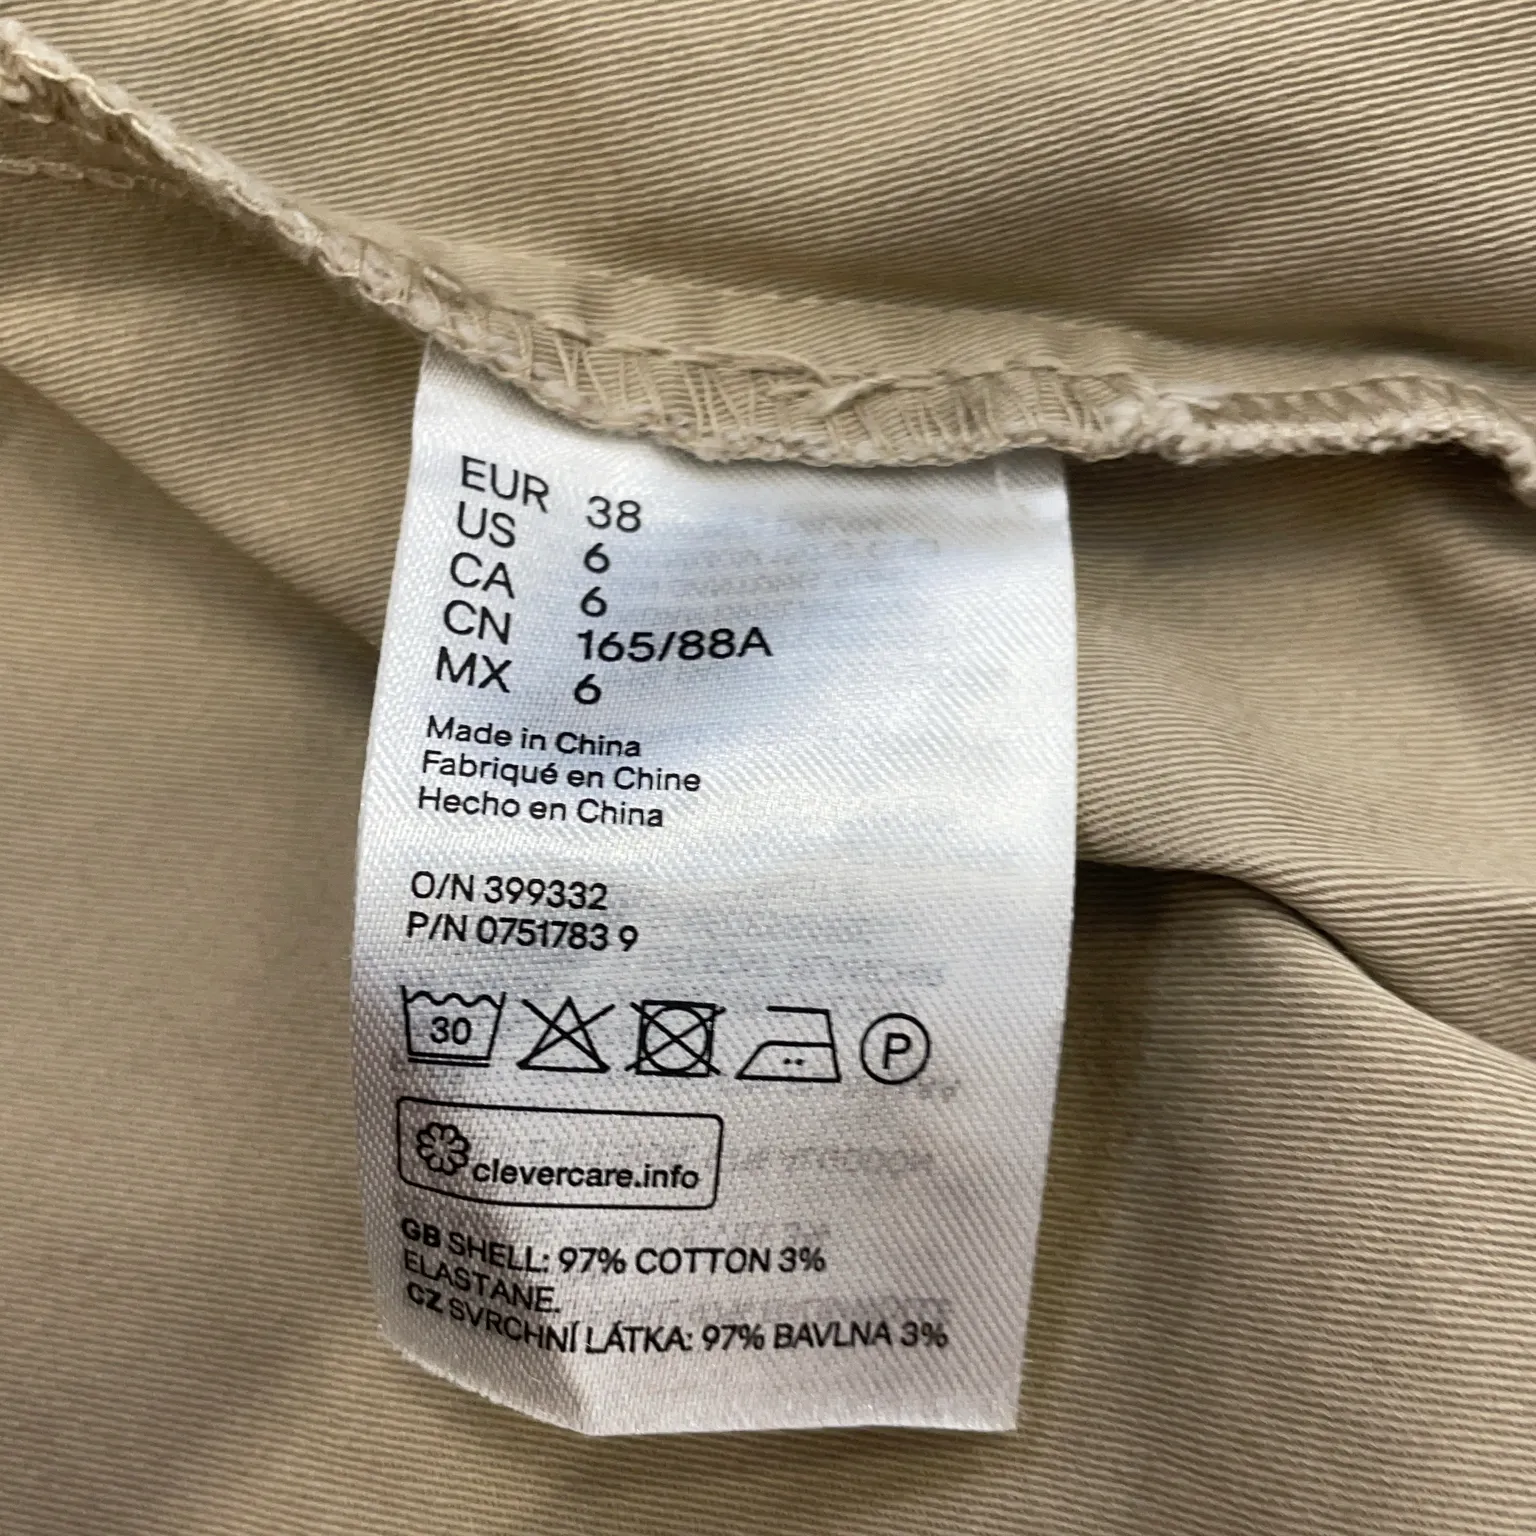 EUR 38
US 6
CA 6
CN 165/88A
MX 6
Made in China
Fabriqué en Chine
Hecho en China
O/N 399332
P/N 0751783 9
30
P
clevercare.info
GB SHELL: 97% COTTON 3%
ELASTANE.
CZ SVRCHNÍ LÁTKA: 97% BAVLNA 3%